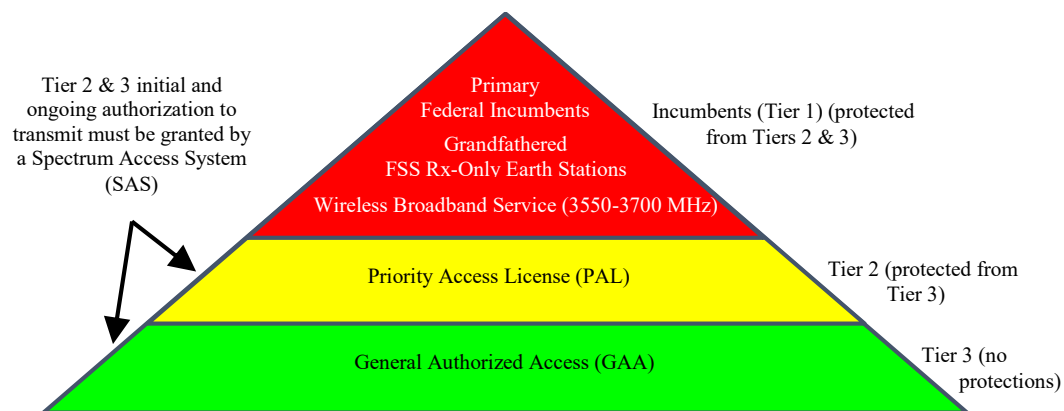 Tier 2 & 3 initial and
ongoing authorization to
transmit must be granted by
a Spectrum Access System
(SAS)
Primary
Federal Incumbents
Grandfathered
FSS Rx-Only Earth Stations
Wireless Broadband Service (3550-3700 MHz)
Incumbents (Tier 1) (protected
from Tiers 2 & 3)
Priority Access License (PAL)
Tier 2 (protected from
Tier 3)
General Authorized Access (GAA)
Tier 3 (no
protections)